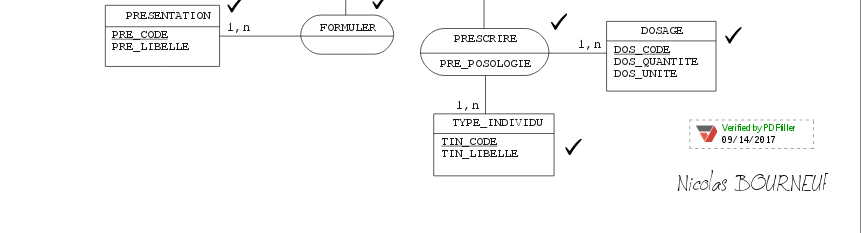 PRESENTATION
PRE_CODE
PRE_LIBELLE
1,n
FORMULER
PRESCRIRE
PRE_POSOLOGIE
1,n
DOSAGE
DOS_CODE
DOS_QUANTITE
DOS_UNITE
1,n
TYPE_INDIVIDU
TIN_CODE
TIN_LIBELLE
Verified by PDFfiller
09/14/2017
Nicolas BOURNEUF